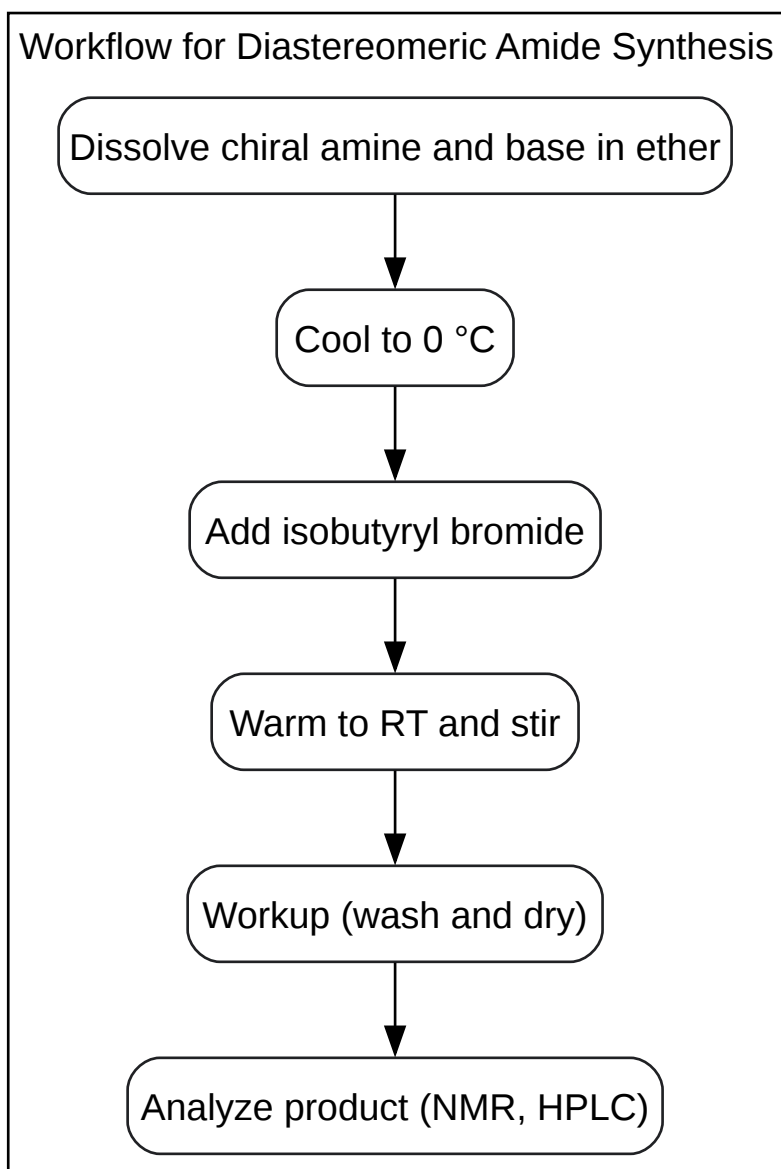 Workflow for Diastereomeric Amide Synthesis
Dissolve chiral amine and base in ether
Cool to 0 °C
Add isobutyryl bromide
Warm to RT and stir
Workup (wash and dry)
Analyze product (NMR, HPLC)